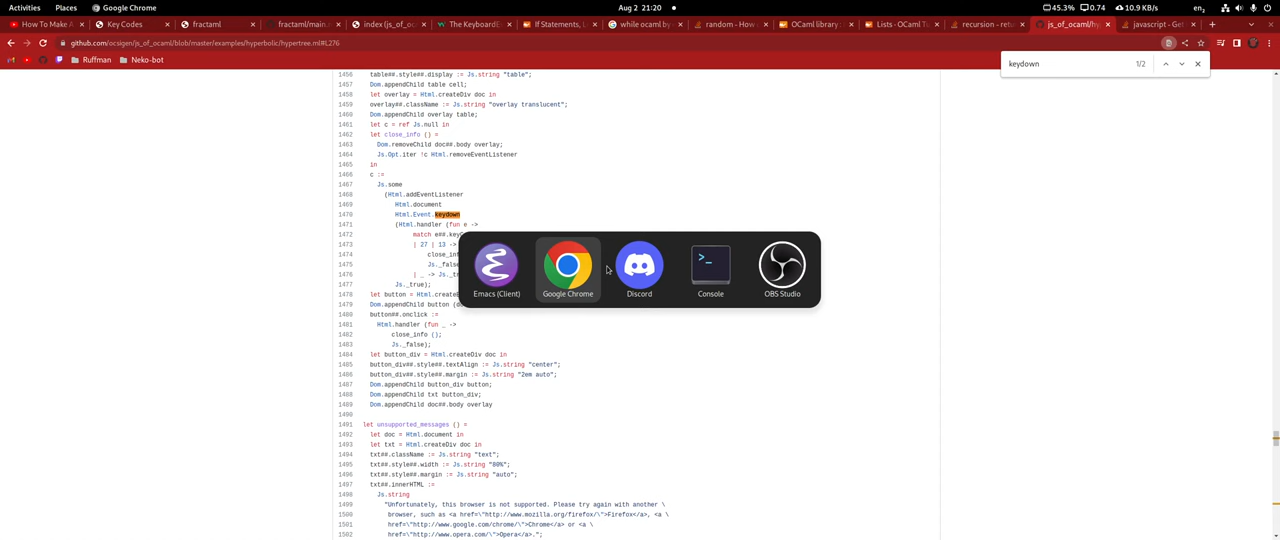 Activities Places Google Chrome Aug 2 21:20 45.3% 0.74 10.9 KB/s en
How To Make A Key Codes fractaml fractaml/main.m index (js_of_oc The KeyboardE If Statements, L while ocaml by random - How OCaml library : Lists - OCaml Tu recursion - retu js_of_ocaml/hy javascript - Get
github.com/ocsigen/js_of_ocaml/blob/master/examples/hyperbolic/hypertree.ml#L276
Ruffman Neko-bot
keydown 1/2
1456 table##.style##.display := Js.string "table";
1457 Dom.appendChild table cell;
1458 let overlay = Html.createDiv doc in
1459 overlay##.className := Js.string "overlay translucent";
1460 Dom.appendChild overlay table;
1461 let c = ref Js.null in
1462 let close_info () =
1463 Dom.removeChild doc##.body overlay;
1464 Js.Opt.iter !c Html.removeEventListener
1465 in
1466 c :=
1467 Js.some
1468 (Html.addEventListener
1469 Html.document
1470 Html.Event.keydown
1471 (Html.handler (fun e ->
1472 match e##.keyC
1473 | 27 | 13 ->
1474 close_inf
1475 Js._false
1476 | _ -> Js._t
1477 Js._true);
1478 let button = Html.createB
1479 Dom.appendChild button (do
1480 button##.onclick :=
1481 Html.handler (fun _ ->
1482 close_info ();
1483 Js._false);
1484 let button_div = Html.createDiv doc in
1485 button_div##.style##.textAlign := Js.string "center";
1486 button_div##.style##.margin := Js.string "2em auto";
1487 Dom.appendChild button_div button;
1488 Dom.appendChild txt button_div;
1489 Dom.appendChild doc##.body overlay
1490
1491 let unsupported_messages () =
1492 let doc = Html.document in
1493 let txt = Html.createDiv doc in
1494 txt##.className := Js.string "text";
1495 txt##.style##.width := Js.string "80%";
1496 txt##.style##.margin := Js.string "auto";
1497 txt##.innerHTML :=
1498 Js.string
1499 "Unfortunately, this browser is not supported. Please try again with another \
1500 browser, such as <a href=\"http://www.mozilla.org/firefox/\">Firefox</a>, <a \
1501 href=\"http://www.google.com/chrome/\">Chrome</a> or <a \
1502 href=\"http://www.opera.com/\">Opera</a>.";
Emacs (Client) Google Chrome Discord Console OBS Studio